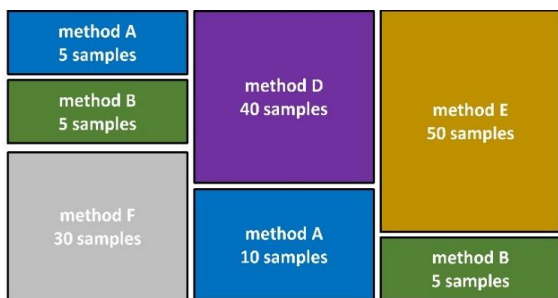 method A
5 samples
method B
5 samples
method F
30 samples
method D
40 samples
method A
10 samples
method E
50 samples
method B
5 samples